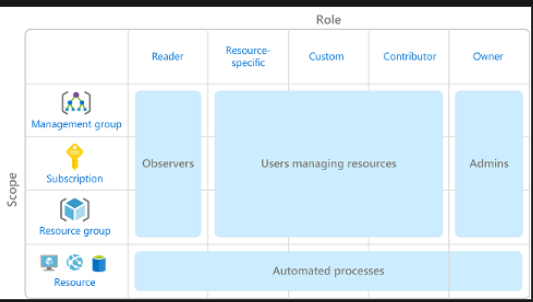 Role
Reader
Resource-
specific
Custom
Contributor
Owner
Scope
Management group
Subscription
Resource group
Resource
Observers
Users managing resources
Admins
Automated processes